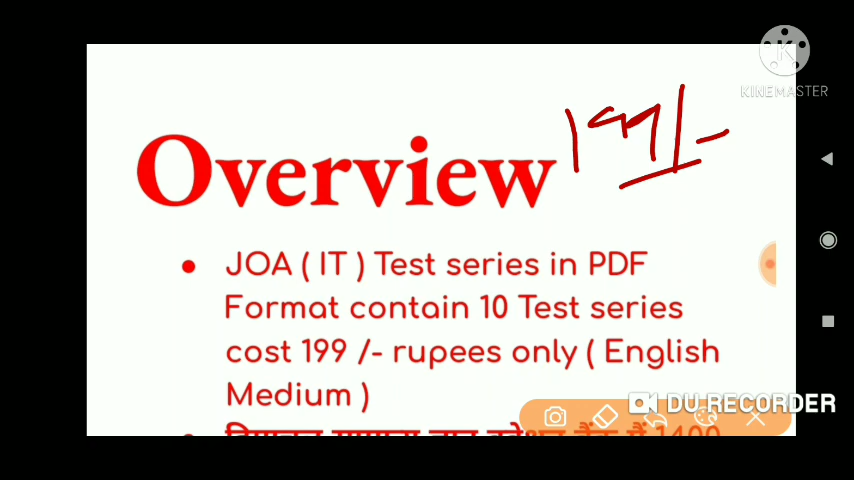 KINEMASTER
Overview 199/-
• JOA ( IT ) Test series in PDF
Format contain 10 Test series
cost 199 /- rupees only ( English
Medium )
DU RECORDER
में 1400